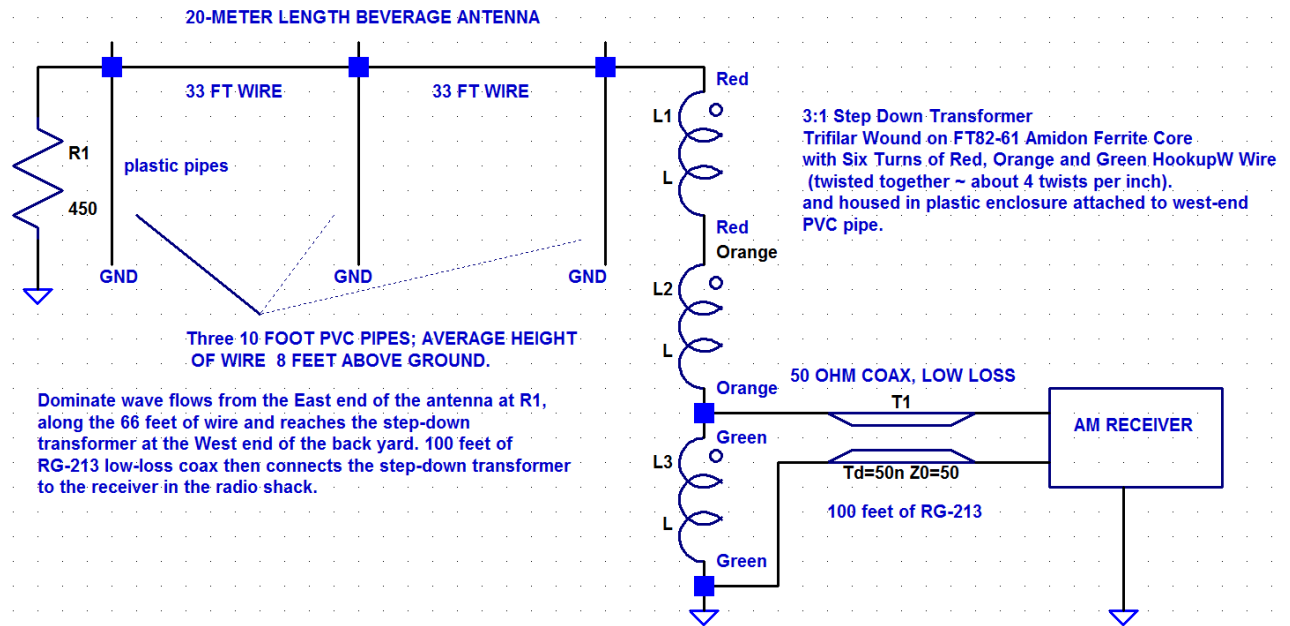 20-METER LENGTH BEVERAGE ANTENNA
33 FT WIRE
33 FT WIRE
R1
450
plastic pipes
GND
GND
GND
Three 10 FOOT PVC PIPES; AVERAGE HEIGHT
OF WIRE 8 FEET ABOVE GROUND.
Dominate wave flows from the East end of the antenna at R1,
along the 66 feet of wire and reaches the step-down
transformer at the West end of the back yard. 100 feet of
RG-213 low-loss coax then connects the step-down transformer
to the receiver in the radio shack.
Red
L1
L
Red
Orange
L2
L
Orange
Green
L3
L
Green
3:1 Step Down Transformer
Trifilar Wound on FT82-61 Amidon Ferrite Core
with Six Turns of Red, Orange and Green HookupW Wire
(twisted together ~ about 4 twists per inch).
and housed in plastic enclosure attached to west-end
PVC pipe.
50 OHM COAX, LOW LOSS
T1
Td=50n Z0=50
100 feet of RG-213
AM RECEIVER